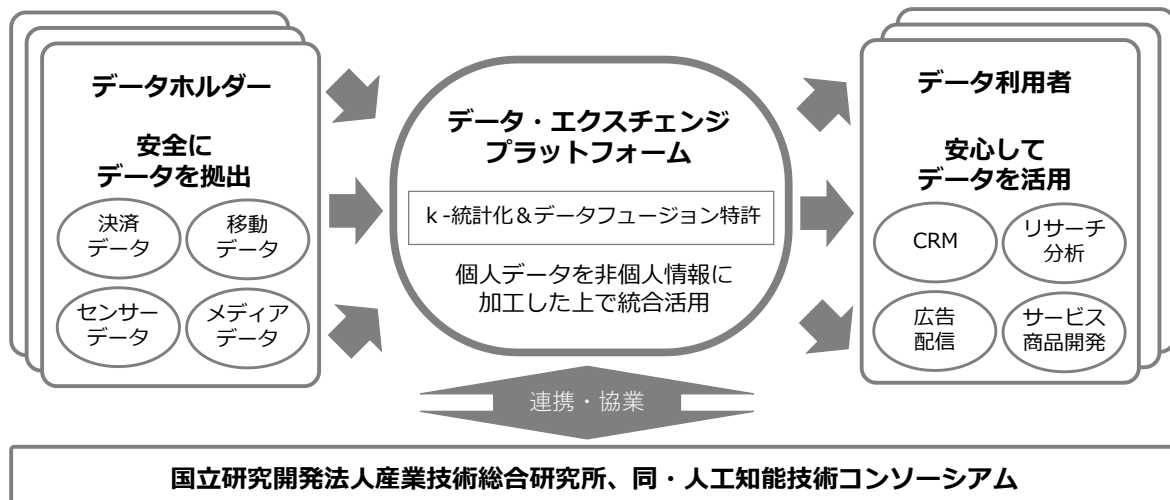 データホルダー
安全に
データを拠出
決済
データ
移動
データ
センサー
データ
メディア
データ
データ・エクスチェンジ
プラットフォーム
k-統計化&データフュージョン特許
個人データを非個人情報に
加工した上で統合活用
データ利用者
安心して
データを活用
CRM
リサーチ
分析
広告
配信
サービス
商品開発
連携・協業
国立研究開発法人産業技術総合研究所、同・人工知能技術コンソーシアム